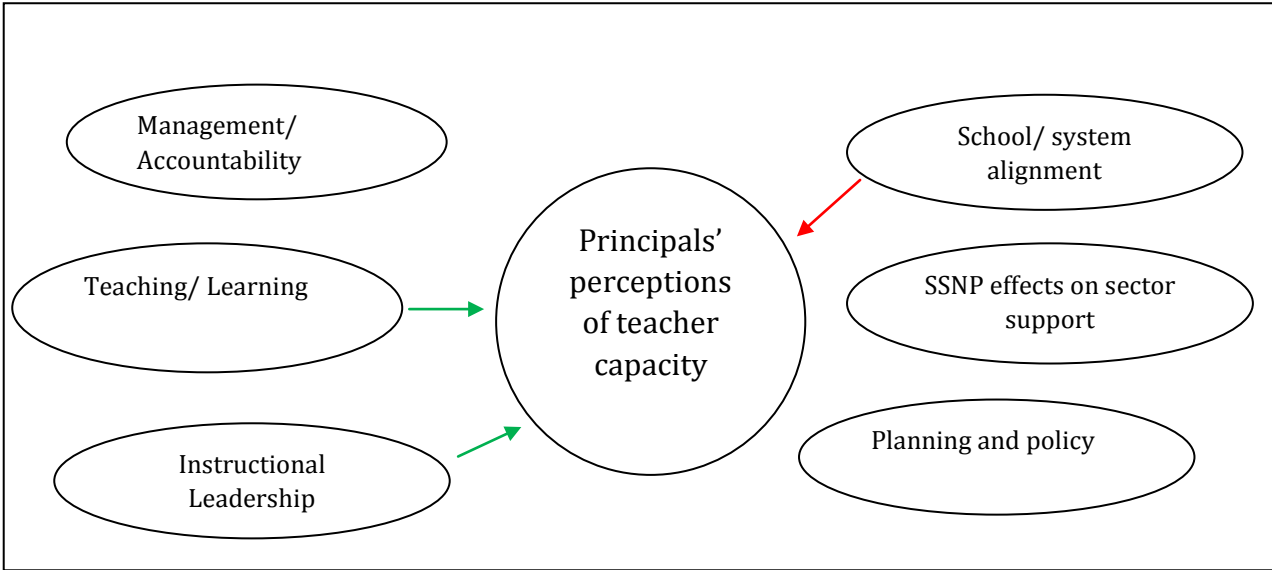 Management/
Accountability
Teaching/ Learning
Instructional
Leadership
Principals’
perceptions
of teacher
capacity
School/ system
alignment
SSNP effects on sector
support
Planning and policy